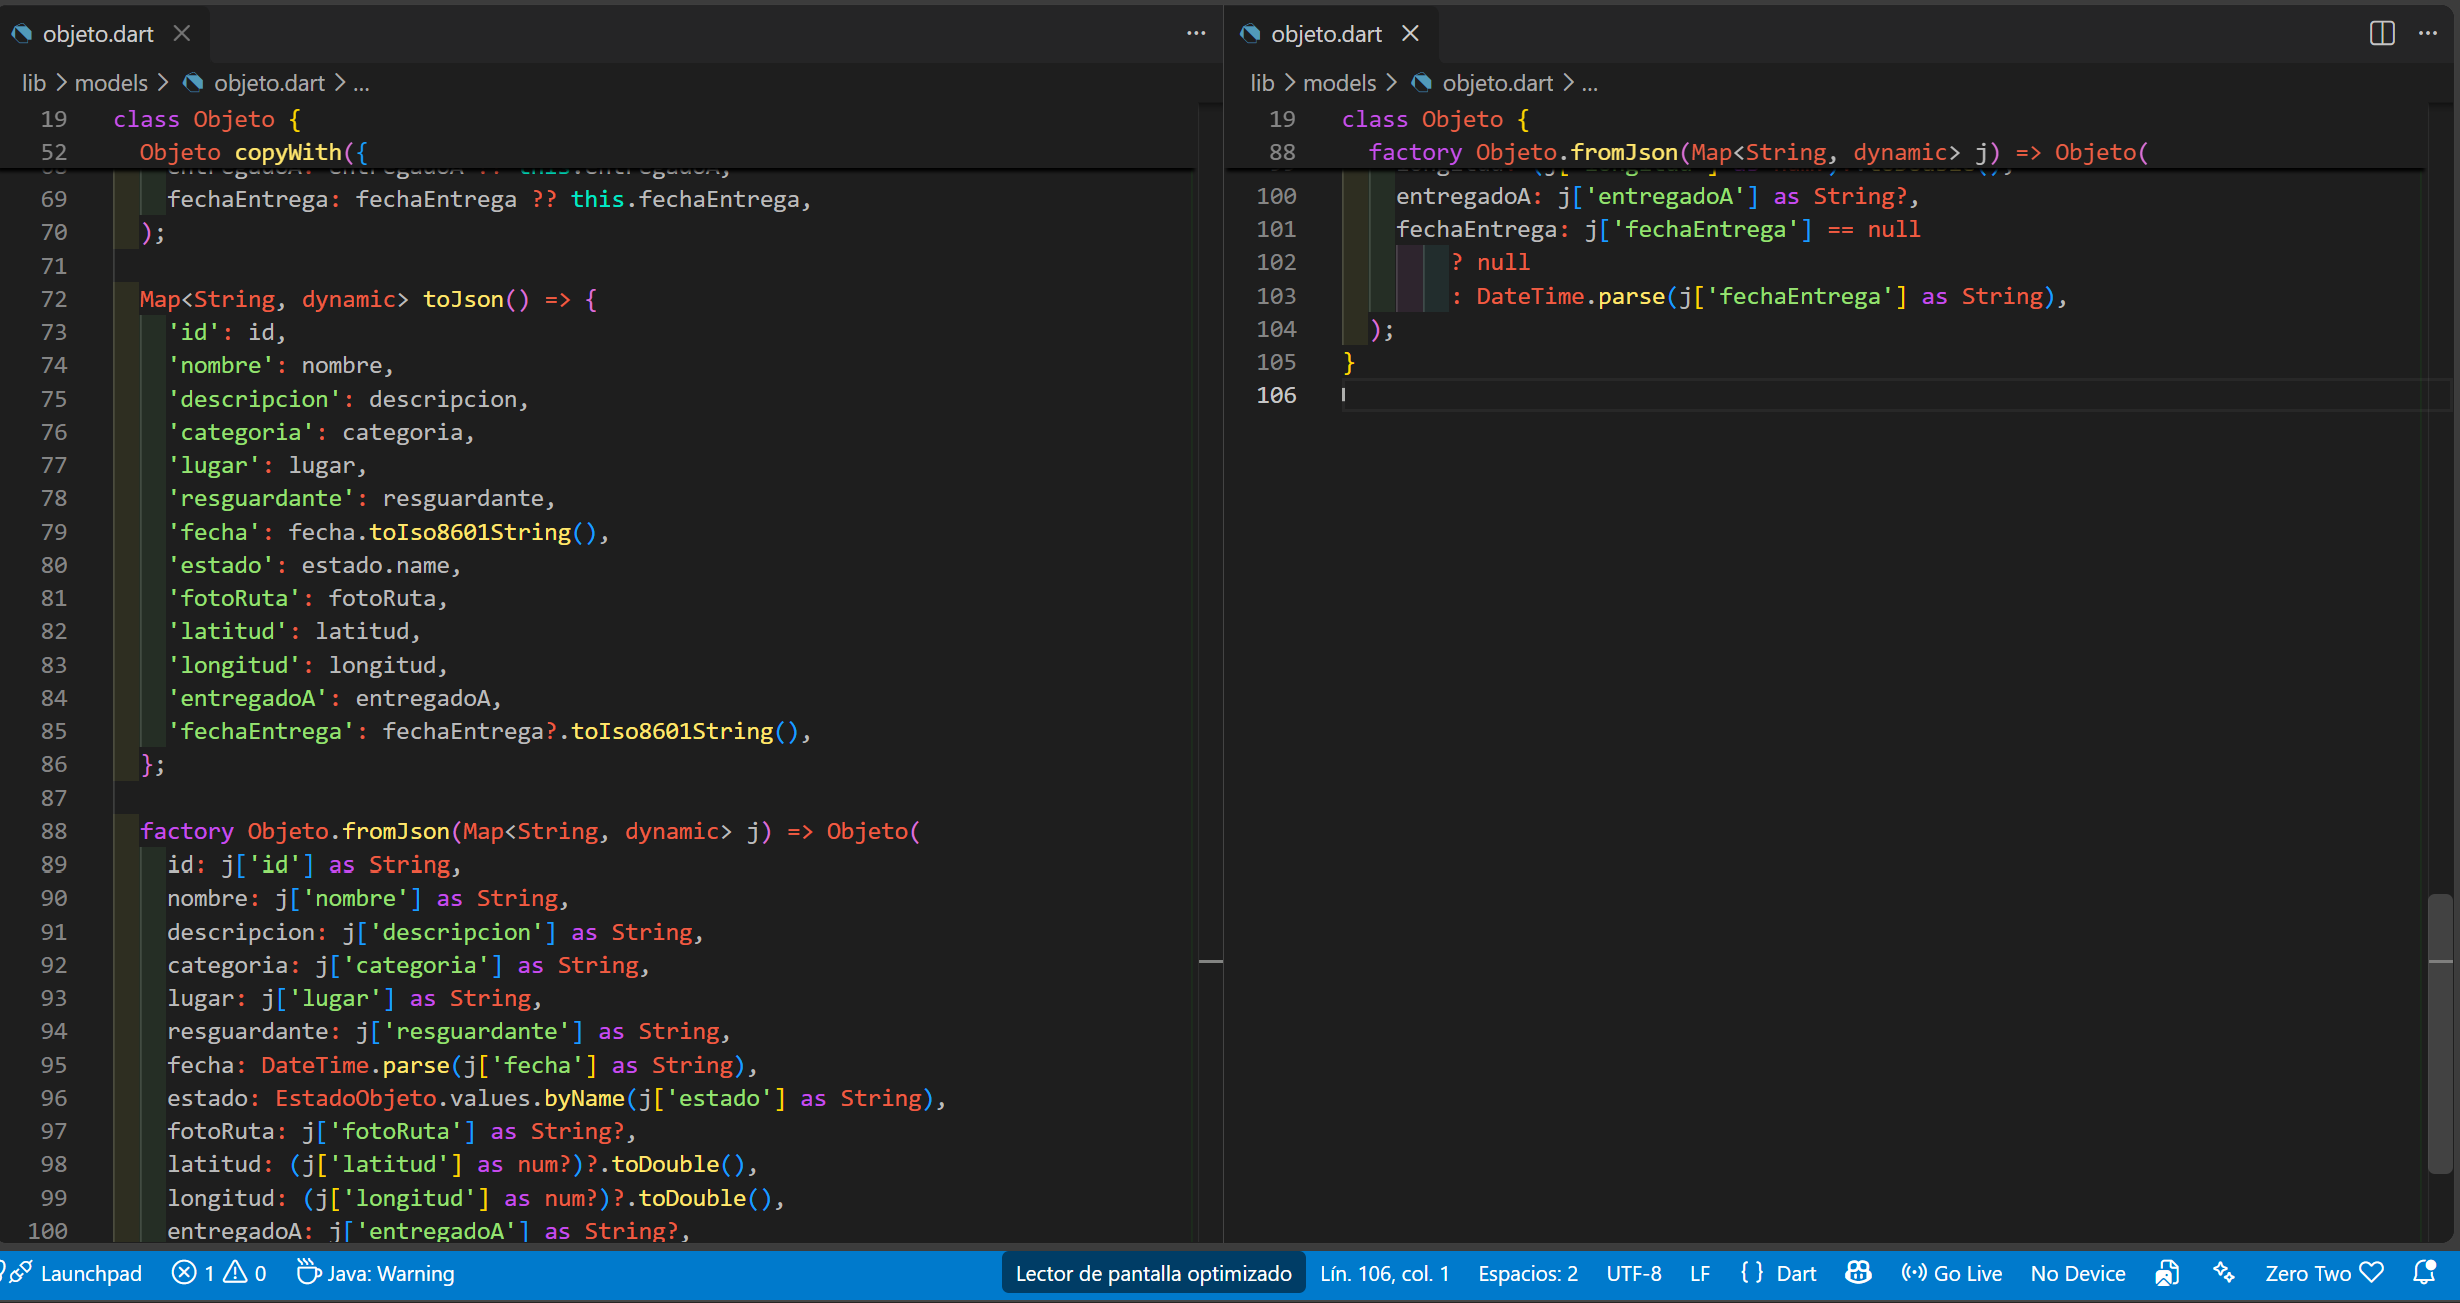 objeto.dart
lib > models > objeto.dart > ...
19 class Objeto {
52 Objeto copyWith({
69 fechaEntrega: fechaEntrega ?? this.fechaEntrega,
70 );
71
72 Map<String, dynamic> toJson() => {
73 'id': id,
74 'nombre': nombre,
75 'descripcion': descripcion,
76 'categoria': categoria,
77 'lugar': lugar,
78 'resguardante': resguardante,
79 'fecha': fecha.toIso8601String(),
80 'estado': estado.name,
81 'fotoRuta': fotoRuta,
82 'latitud': latitud,
83 'longitud': longitud,
84 'entregadoA': entregadoA,
85 'fechaEntrega': fechaEntrega?.toIso8601String(),
86 };
87
88 factory Objeto.fromJson(Map<String, dynamic> j) => Objeto(
89 id: j['id'] as String,
90 nombre: j['nombre'] as String,
91 descripcion: j['descripcion'] as String,
92 categoria: j['categoria'] as String,
93 lugar: j['lugar'] as String,
94 resguardante: j['resguardante'] as String,
95 fecha: DateTime.parse(j['fecha'] as String),
96 estado: EstadoObjeto.values.byName(j['estado'] as String),
97 fotoRuta: j['fotoRuta'] as String?,
98 latitud: (j['latitud'] as num?)?.toDouble(),
99 longitud: (j['longitud'] as num?)?.toDouble(),
100 entregadoA: j['entregadoA'] as String?,
objeto.dart
lib > models > objeto.dart > ...
19 class Objeto {
88 factory Objeto.fromJson(Map<String, dynamic> j) => Objeto(
100 entregadoA: j['entregadoA'] as String?,
101 fechaEntrega: j['fechaEntrega'] == null
102 ? null
103 : DateTime.parse(j['fechaEntrega'] as String),
104 );
105 }
106
Launchpad 1 0 Java: Warning Lector de pantalla optimizado Lín. 106, col. 1 Espacios: 2 UTF-8 LF {} Dart Go Live No Device Zero Two